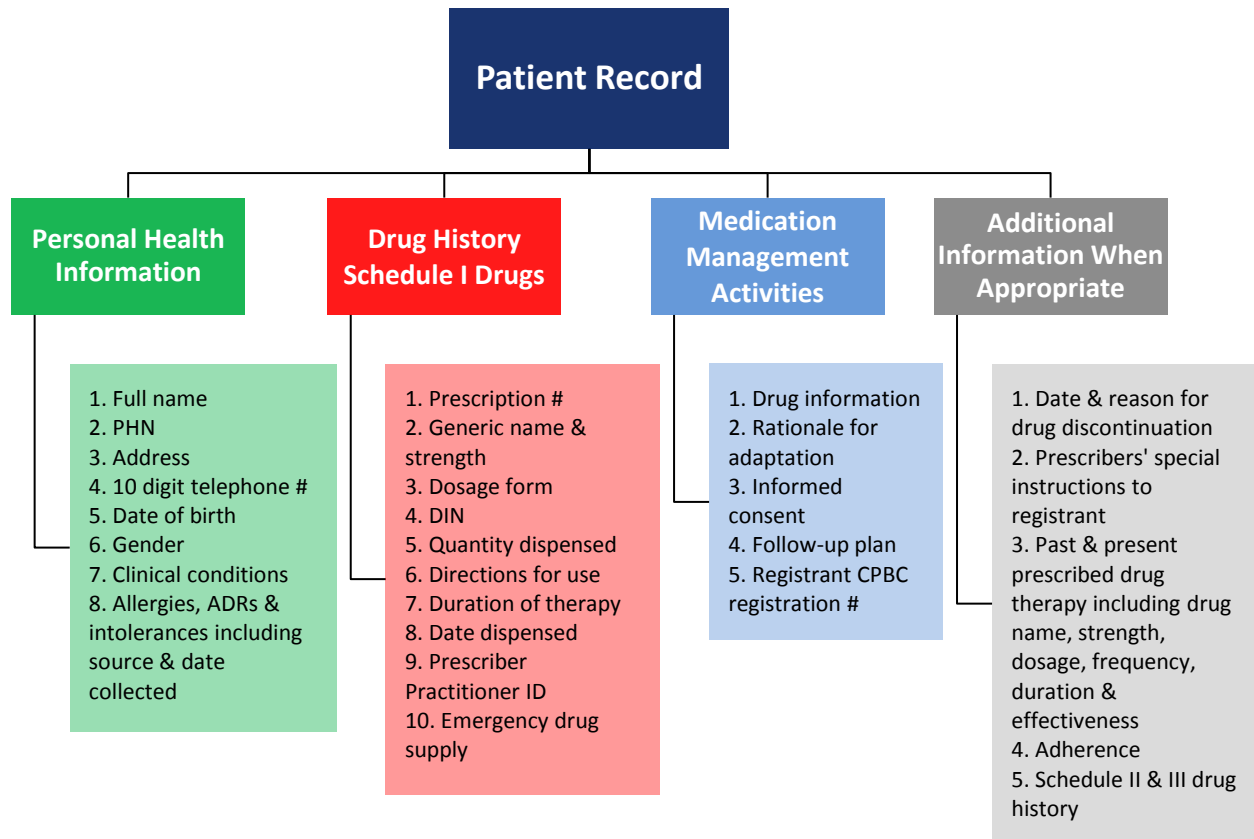 Patient Record
Personal Health
Information
1. Full name
2. PHN
3. Address
4. 10 digit telephone #
5. Date of birth
6. Gender
7. Clinical conditions
8. Allergies, ADRs &
intolerances including
source & date
collected
Drug History
Schedule I Drugs
1. Prescription #
2. Generic name &
strength
3. Dosage form
4. DIN
5. Quantity dispensed
6. Directions for use
7. Duration of therapy
8. Date dispensed
9. Prescriber
Practitioner ID
10. Emergency drug
supply
Medication
Management
Activities
1. Drug information
2. Rationale for
adaptation
3. Informed
consent
4. Follow-up plan
5. Registrant CPBC
registration #
Additional
Information When
Appropriate
1. Date & reason for
drug discontinuation
2. Prescribers' special
instructions to
registrant
3. Past & present
prescribed drug
therapy including drug
name, strength,
dosage, frequency,
duration &
effectiveness
4. Adherence
5. Schedule II & III drug
history